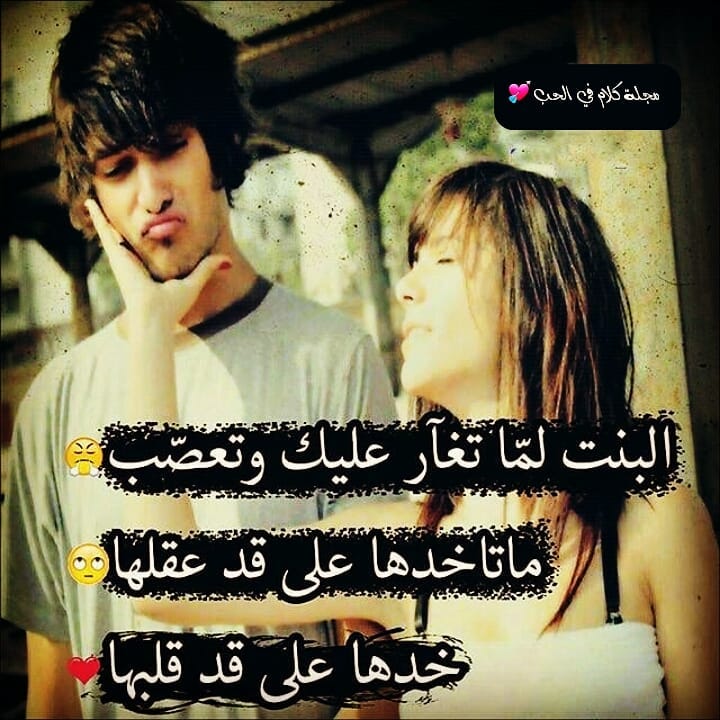 مجلة كلام في الحب 💘
البنت لمّا تغآر عليك وتعصّب😤
ماتاخدها على قد عقلها🙄
خدها على قد قلبها❤